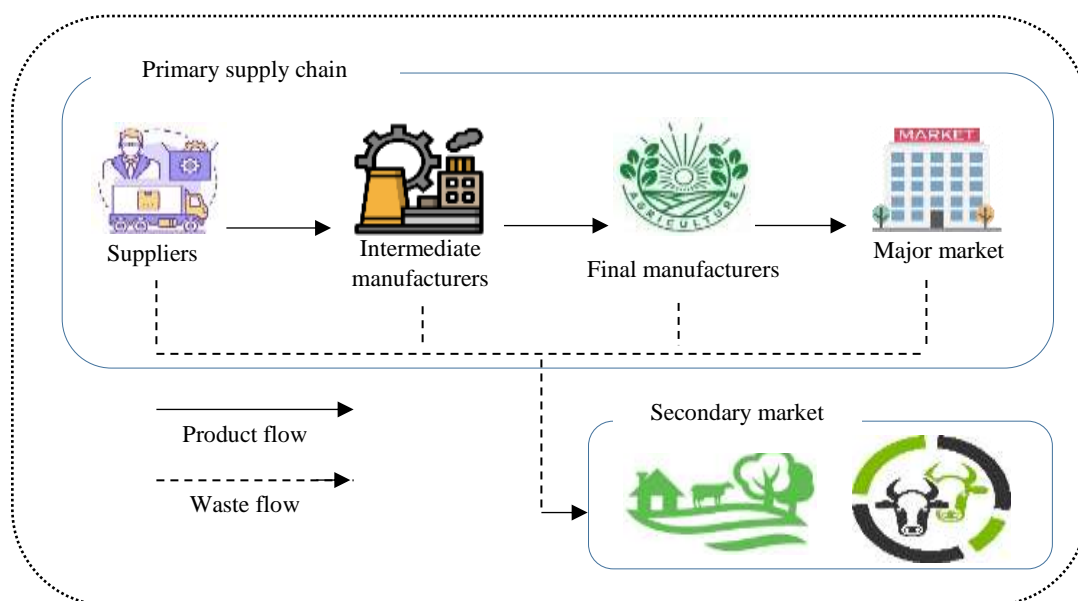 Primary supply chain
MARKET
AGRICULTURE
Suppliers
Intermediate
manufacturers
Final manufacturers
Major market
Product flow
Waste flow
Secondary market